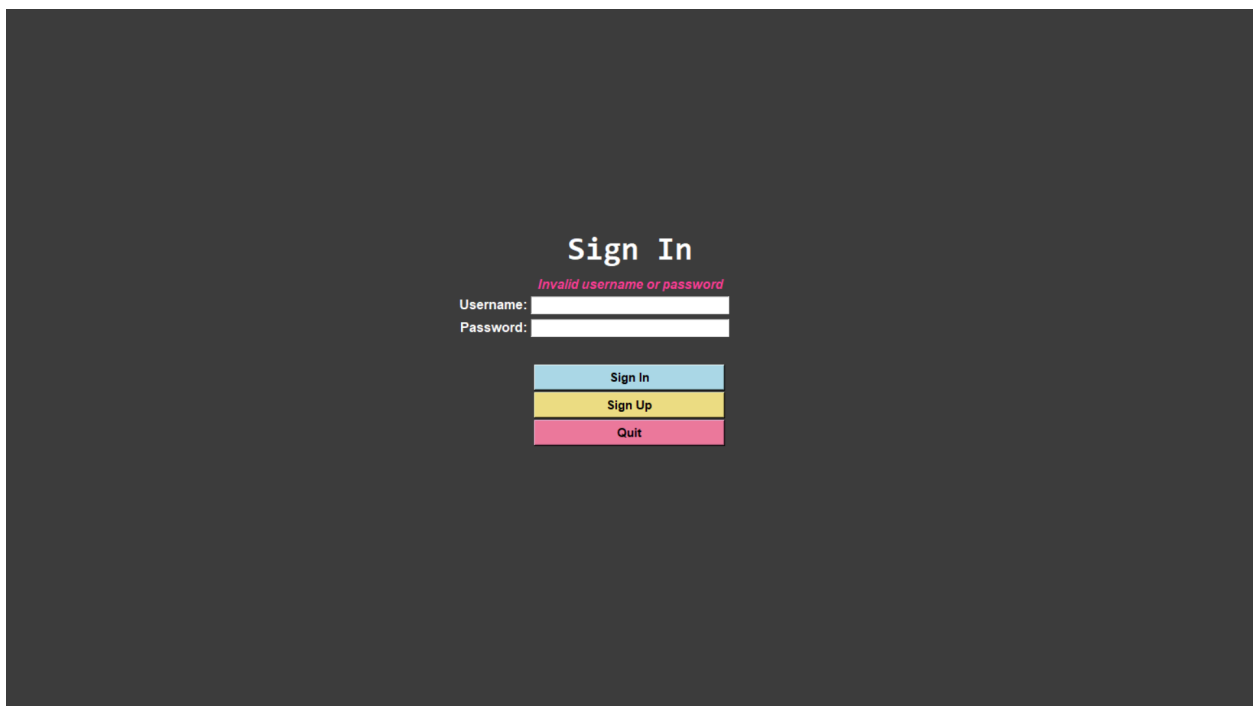 Sign In
Invalid username or password
Username:
Password:
Sign In
Sign Up
Quit